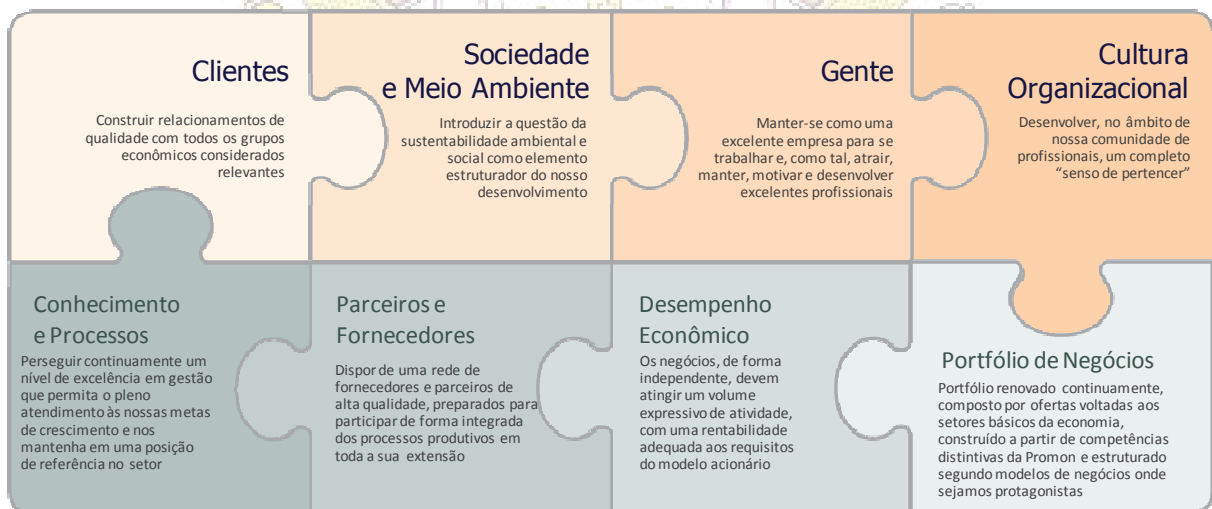 Clientes
Construir relacionamentos de
qualidade com todos os grupos
econômicos considerados
relevantes
Sociedade
e Meio Ambiente
Introduzir a questão da
sustentabilidade ambiental e
social como elemento
estruturador do nosso
desenvolvimento
Gente
Manter-se como uma
excelente empresa para se
trabalhar e, como tal, atrair,
manter, motivar e desenvolver
excelentes profissionais
Cultura
Organizacional
Desenvolver, no âmbito de
nossa comunidade de
profissionais, um completo
“senso de pertencer”
Conhecimento
e Processos
Perseguir continuamente um
nível de excelência em gestão
que permita o pleno
atendimento às nossas metas
de crescimento e nos
mantenha em uma posição
de referência no setor
Parceiros e
Fornecedores
Dispor de uma rede de
fornecedores e parceiros de
alta qualidade, preparados para
participar de forma integrada
dos processos produtivos em
toda a sua extensão
Desempenho
Econômico
Os negócios, de forma
independente, devem
atingir um volume
expressivo de atividade,
com uma rentabilidade
adequada aos requisitos
do modelo acionário
Portfólio de Negócios
Portfólio renovado continuamente,
composto por ofertas voltadas aos
setores básicos da economia,
construído a partir de competências
distintivas da Promon e estruturado
segundo modelos de negócios onde
sejamos protagonistas